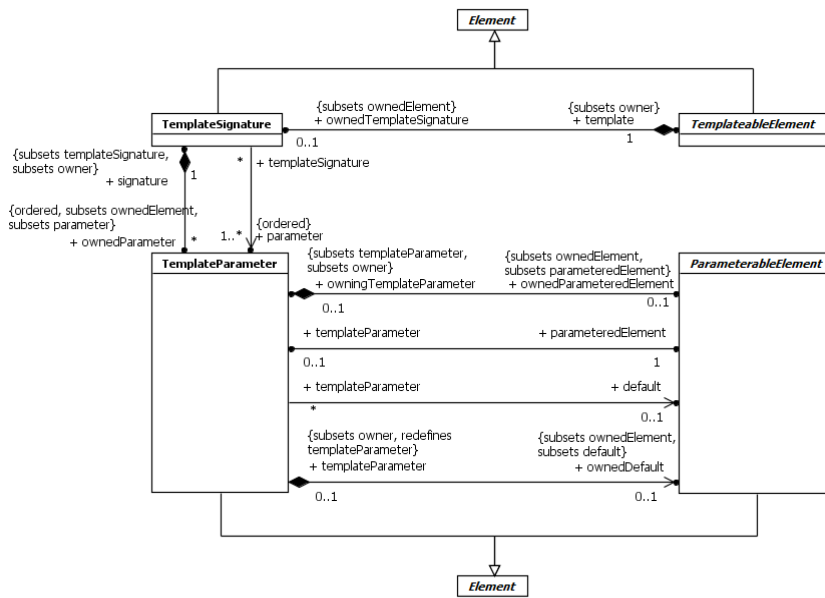 Element
TemplateSignature
{subsets ownedElement}
+ ownedTemplateSignature
0..1
{subsets owner}
+ template
1
TemplateableElement
{subsets templateSignature,
subsets owner}
+ signature
1
*
+ templateSignature
{ordered, subsets ownedElement,
subsets parameter}
+ ownedParameter
*
1..*
{ordered}
+ parameter
TemplateParameter
{subsets templateParameter,
subsets owner}
+ owningTemplateParameter
0..1
{subsets ownedElement,
subsets parameteredElement}
+ ownedParameteredElement
0..1
ParameterableElement
+ templateParameter
0..1
+ parameteredElement
1
+ templateParameter
*
+ default
0..1
{subsets owner, redefines
templateParameter}
+ templateParameter
0..1
{subsets ownedElement,
subsets default}
+ ownedDefault
0..1
Element